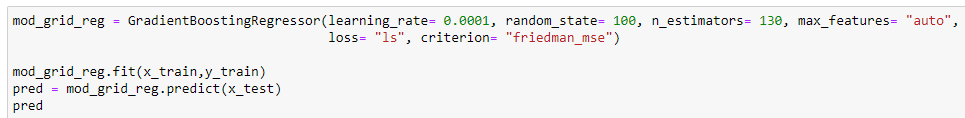 mod_grid_reg = GradientBoostingRegressor(learning_rate= 0.0001, random_state= 100, n_estimators= 130, max_features= "auto",
loss= "ls", criterion= "friedman_mse")
mod_grid_reg.fit(x_train,y_train)
pred = mod_grid_reg.predict(x_test)
pred